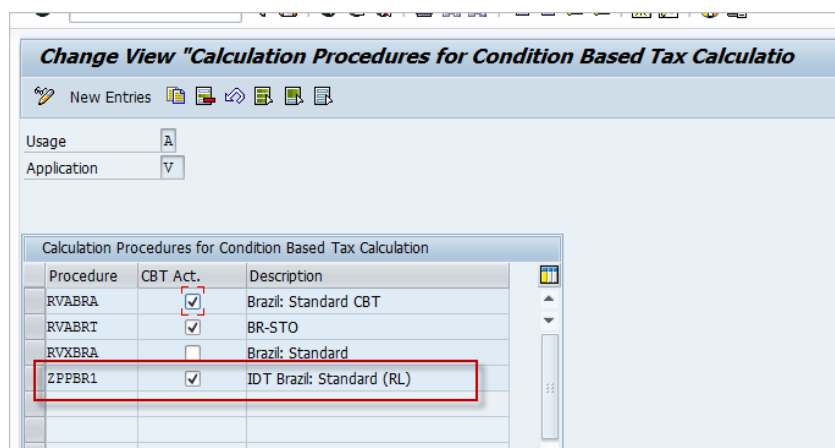 Change View "Calculation Procedures for Condition Based Tax Calculatio
New Entries
Usage A
Application V
Calculation Procedures for Condition Based Tax Calculation
Procedure CBT Act. Description
RVABRA Brazil: Standard CBT
RVABRT BR-STO
RVXBRA Brazil: Standard
ZPPBR1 IDT Brazil: Standard (RL)